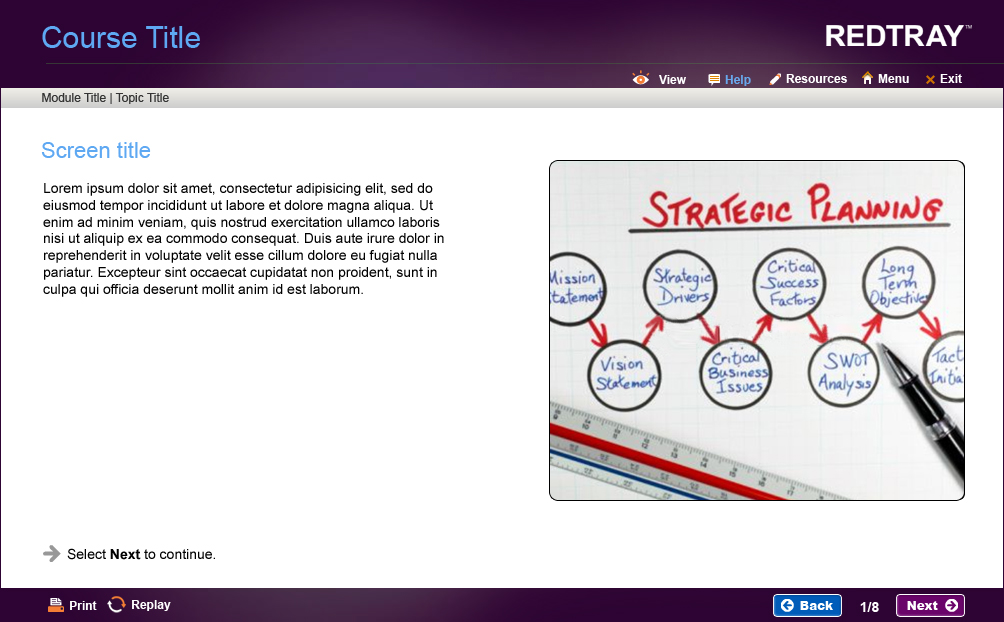 Course Title
REDTRAY™
View Help Resources Menu Exit
Module Title | Topic Title
Screen title
Lorem ipsum dolor sit amet, consectetur adipisicing elit, sed do
eiusmod tempor incididunt ut labore et dolore magna aliqua. Ut
enim ad minim veniam, quis nostrud exercitation ullamco laboris
nisi ut aliquip ex ea commodo consequat. Duis aute irure dolor in
reprehenderit in voluptate velit esse cillum dolore eu fugiat nulla
pariatur. Excepteur sint occaecat cupidatat non proident, sunt in
culpa qui officia deserunt mollit anim id est laborum.
STRATEGIC PLANNING
Mission
Statement
Vision
Statement
Strategic
Drivers
Critical
Business
Issues
Critical
Success
Factors
SWOT
Analysis
Long
Term
Objective
Tact
Initia
Select Next to continue.
Print Replay
Back 1/8 Next